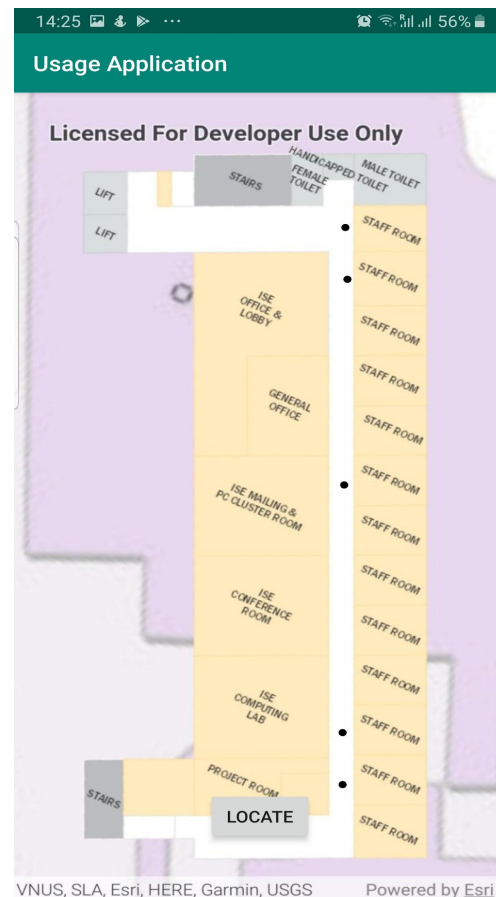 14:25 ... 56%
Usage Application
Licensed For Developer Use Only
HANDICAPPED TOILET
MALE TOILET
STAIRS
FEMALE
TOILET
LIFT
STAFF ROOM
LIFT
STAFF ROOM
ISE
OFFICE &
LOBBY
STAFF ROOM
STAFF ROOM
GENERAL
OFFICE
STAFF ROOM
STAFF ROOM
ISE MAILING &
PC CLUSTER ROOM
STAFF ROOM
STAFF ROOM
ISE
CONFERENCE
ROOM
STAFF ROOM
STAFF ROOM
ISE
COMPUTING
LAB
STAFF ROOM
STAFF ROOM
PROJECT ROOM
STAIRS
LOCATE
STAFF ROOM
VNUS, SLA, Esri, HERE, Garmin, USGS Powered by Esri